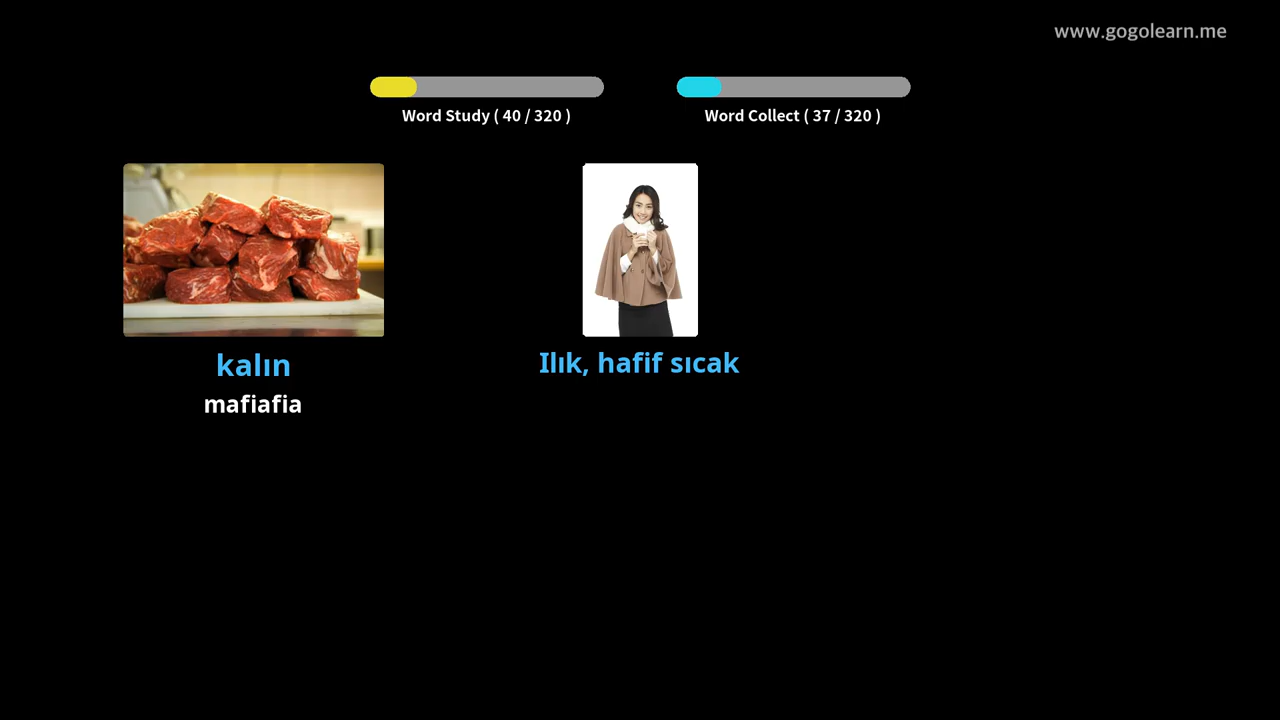 www.gogolearn.me
Word Study ( 40 / 320 )
Word Collect ( 37 / 320 )
kalın
mafiafia
Ilık, hafif sıcak